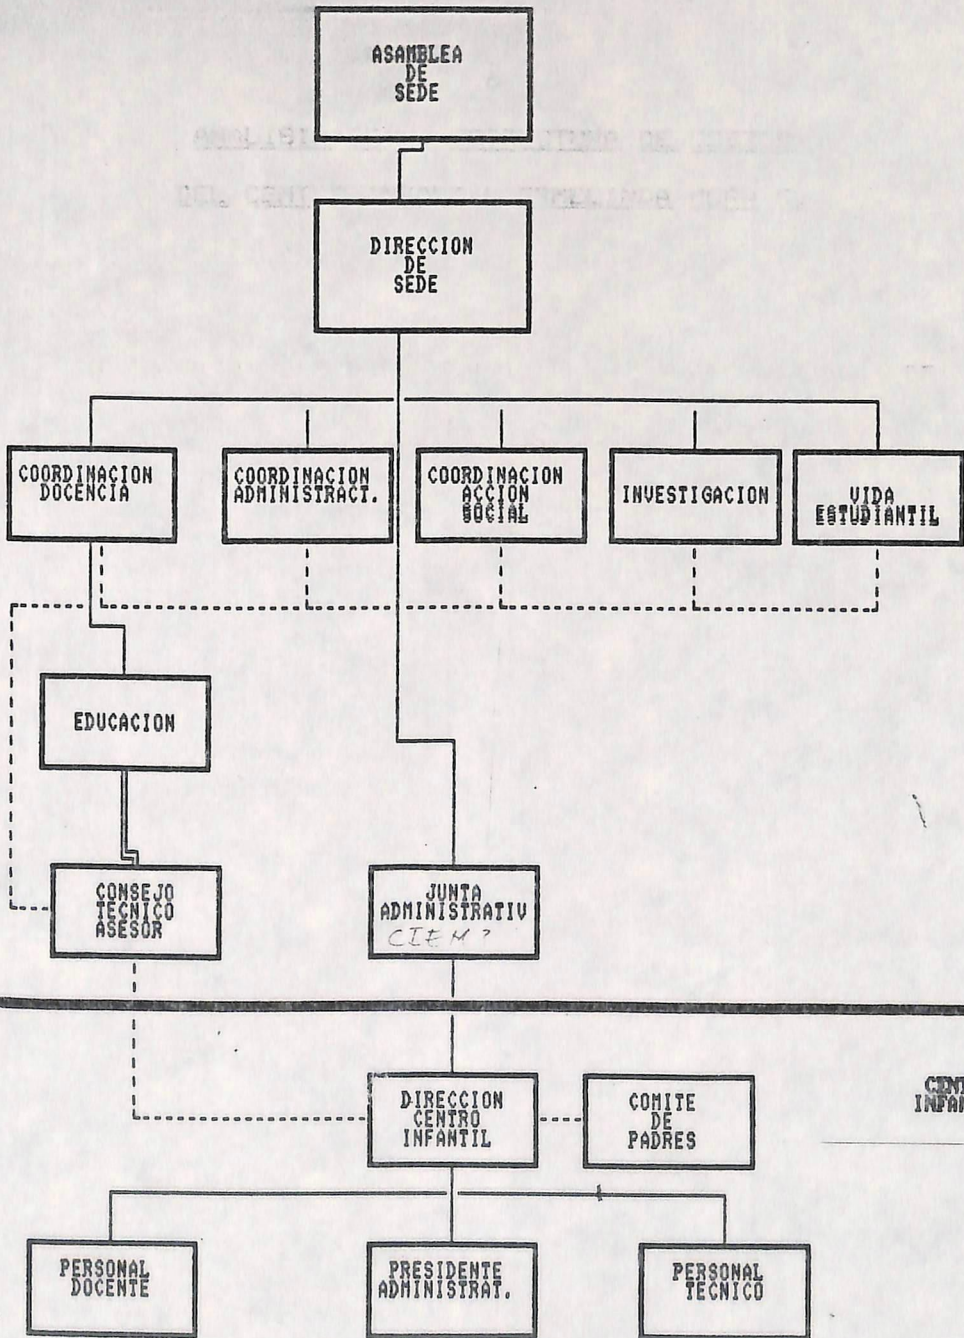 ASAMBLEA
DE
SEDE
DIRECCION
DE
SEDE
COORDINACION
DOCENCIA
COORDINACION
ADMINISTRACT.
COORDINACION
ACCION
SOCIAL
INVESTIGACION
VIDA
ESTUDIANTIL
EDUCACION
CONSEJO
TECNICO
ASESOR
JUNTA
ADMINISTRATIV
CIEM?
DIRECCION
CENTRO
INFANTIL
COMITE
DE
PADRES
PERSONAL
DOCENTE
PRESIDENTE
ADMINISTRAT.
PERSONAL
TECNICO